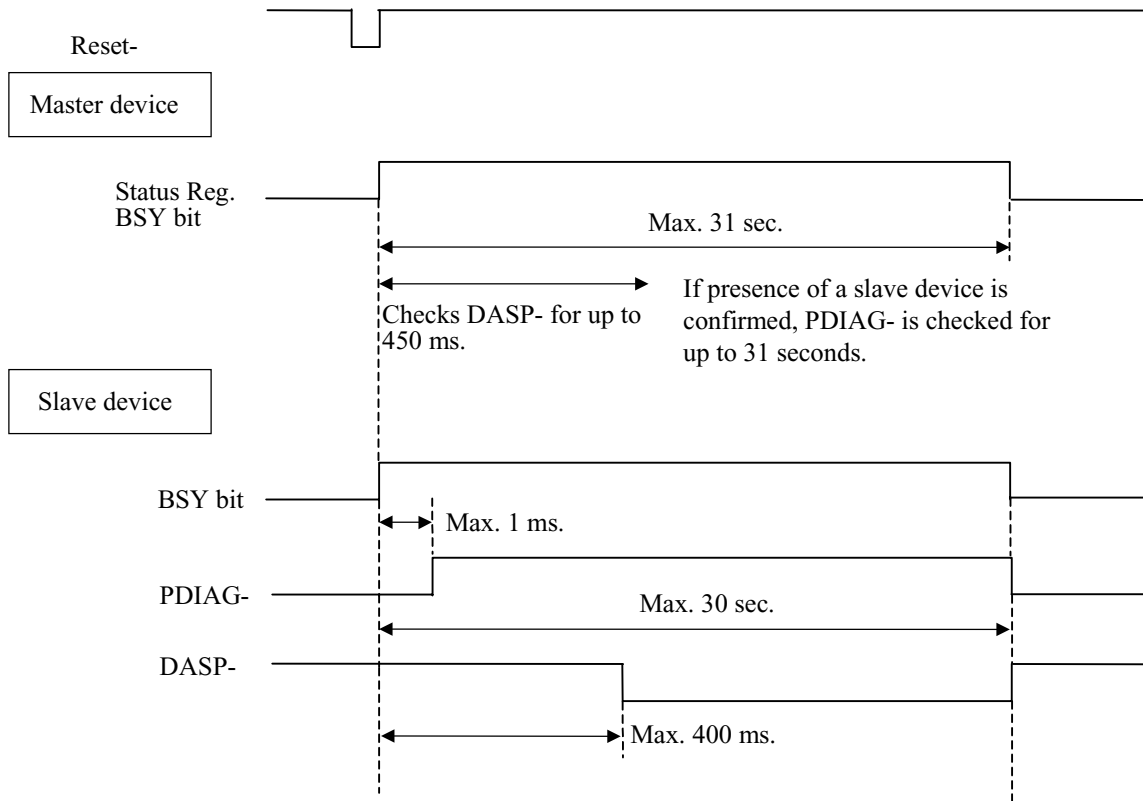 Reset-
Master device
Status Reg.
BSY bit
Max. 31 sec.
Checks DASP- for up to
450 ms.
If presence of a slave device is
confirmed, PDIAG- is checked for
up to 31 seconds.
Slave device
BSY bit
Max. 1 ms.
PDIAG-
Max. 30 sec.
DASP-
Max. 400 ms.